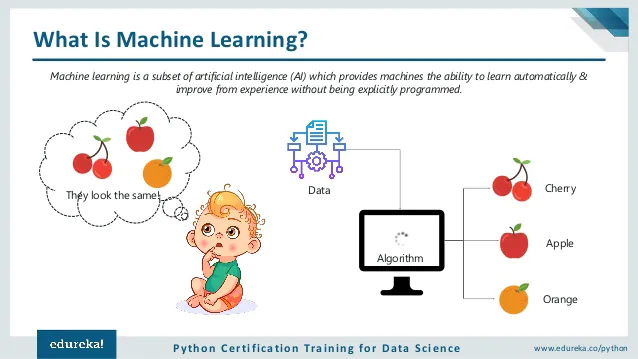 What Is Machine Learning?
Machine learning is a subset of artificial intelligence (AI) which provides machines the ability to learn automatically &
improve from experience without being explicitly programmed.
They look the same!
Data
Algorithm
Cherry
Apple
Orange
edureka!
Python Certification Training for Data Science
www.edureka.co/python